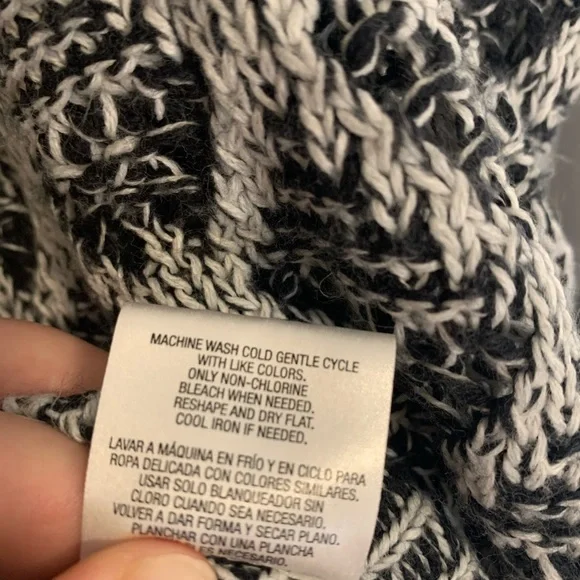 MACHINE WASH COLD GENTLE CYCLE
WITH LIKE COLORS.
ONLY NON-CHLORINE
BLEACH WHEN NEEDED.
RESHAPE AND DRY FLAT.
COOL IRON IF NEEDED.
LAVAR A MÁQUINA EN FRÍO Y EN CICLO PARA
ROPA DELICADA CON COLORES SIMILARES.
USAR SOLO BLANQUEADOR SIN
CLORO CUANDO SEA NECESARIO.
VOLVER A DAR FORMA Y SECAR PLANO.
PLANCHAR CON UNA PLANCHA
ES NECESARIO.